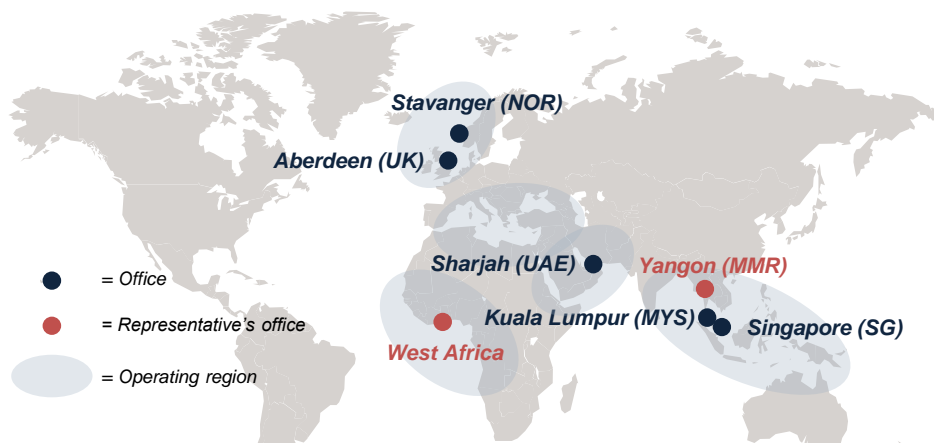 Stavanger (NOR)
Aberdeen (UK)
Sharjah (UAE)
Yangon (MMR)
= Office
Kuala Lumpur (MYS)
Singapore (SG)
= Representative's office
West Africa
= Operating region